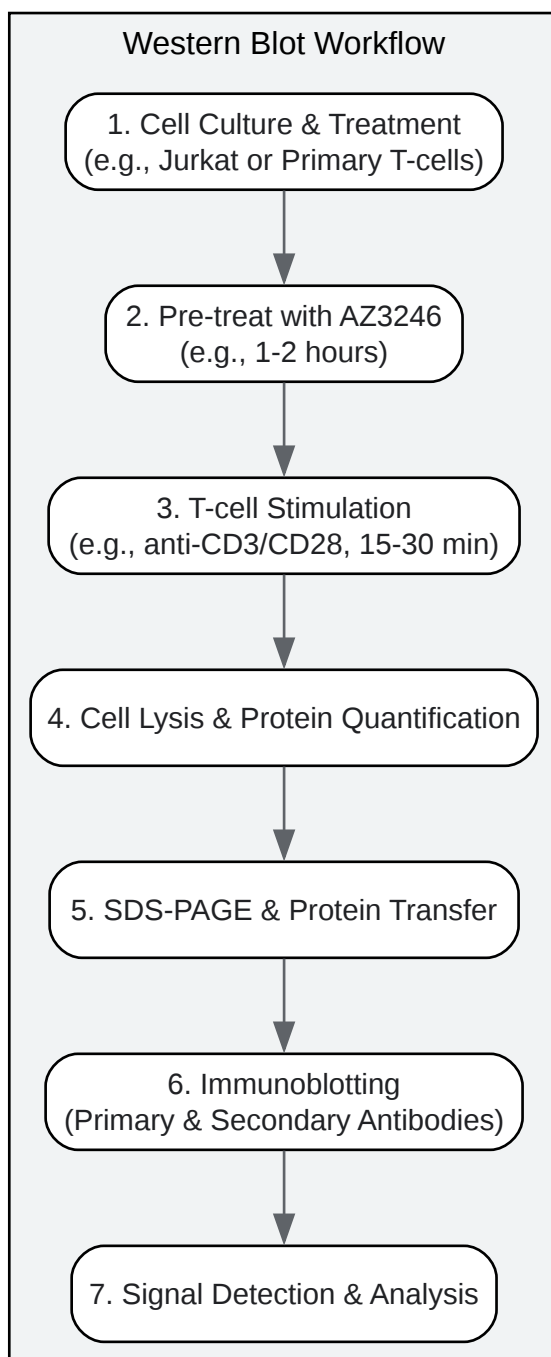 Western Blot Workflow
1. Cell Culture & Treatment
(e.g., Jurkat or Primary T-cells)
2. Pre-treat with AZ3246
(e.g., 1-2 hours)
3. T-cell Stimulation
(e.g., anti-CD3/CD28, 15-30 min)
4. Cell Lysis & Protein Quantification
5. SDS-PAGE & Protein Transfer
6. Immunoblotting
(Primary & Secondary Antibodies)
7. Signal Detection & Analysis